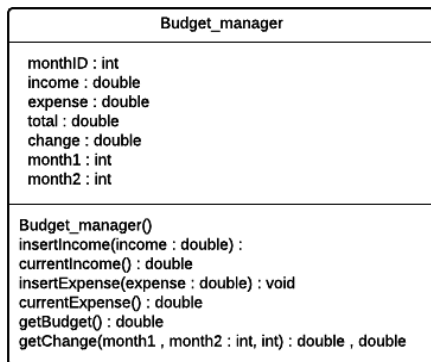 Budget_manager
monthID : int
income : double
expense : double
total : double
change : double
month1 : int
month2 : int
Budget_manager()
insertIncome(income : double) :
currentIncome() : double
insertExpense(expense : double) : void
currentExpense() : double
getBudget() : double
getChange(month1 , month2 : int, int) : double , double